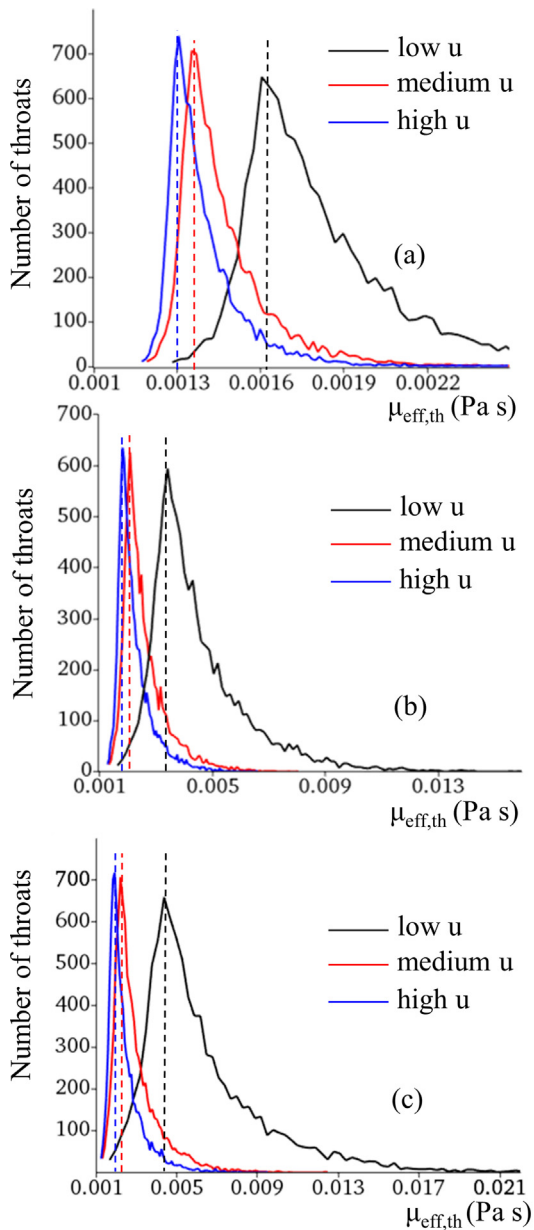 700
600
500
400
300
200
100
0
Number of throats
low u
medium u
high u
(a)
0.001 0.0013 0.0016 0.0019 0.0022
μeff,th (Pa s)
700
600
500
400
300
200
100
0
Number of throats
low u
medium u
high u
(b)
0.001 0.005 0.009 0.013
μeff,th (Pa s)
700
600
500
400
300
200
100
Number of throats
low u
medium u
high u
(c)
0.001 0.005 0.009 0.013 0.017 0.021
μeff,th (Pa s)